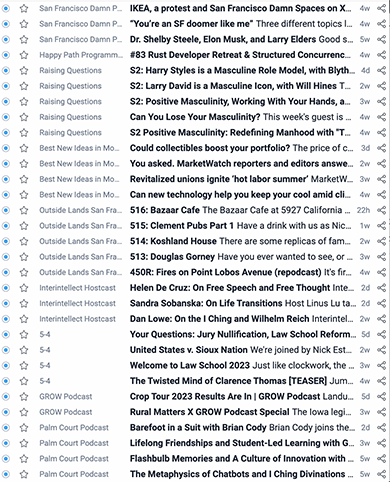 San Francisco Damn P... IKEA, a protest and San Francisco Damn Spaces on X... 4w
San Francisco Damn P... "You're an SF doomer like me" Three different topics l... 4w
San Francisco Damn P... Dr. Shelby Steele, Elon Musk, and Larry Elders Good s... 5w
Happy Path Programm... #83 Rust Developer Retreat & Structured Concurrenc... 4w
Raising Questions S2: Harry Styles is a Masculine Role Model, with Blyth... 4d
Raising Questions S2: Larry David is a Masculine Icon, with Will Hines T... 2w
Raising Questions S2: Positive Masculinity, Working With Your Hands, a... 3w
Raising Questions Can You Lose Your Masculinity? This week's guest is ... 4w
Raising Questions S2 Positive Masculinity: Redefining Manhood with "T... 4w
Best New Ideas in Mo... Could collectibles boost your portfolio? The price of c... 3d
Best New Ideas in Mo... You asked. MarketWatch reporters and editors answe... 2w
Best New Ideas in Mo... Revitalized unions ignite 'hot labor summer' MarketW... 3w
Best New Ideas in Mo... Can new technology help you keep your cool amid cli... 4w
Outside Lands San Fra... 516: Bazaar Cafe The Bazaar Cafe at 5927 California ... 22h
Outside Lands San Fra... 515: Clement Pubs Part 1 Have a drink with us as Nic... 1w
Outside Lands San Fra... 514: Koshland House There are some replicas of fam... 2w
Outside Lands San Fra... 513: Douglas Gorney Have you ever wanted to see, or ... 3w
Outside Lands San Fra... 450R: Fires on Point Lobos Avenue (repodcast) It's fir... 4w
Interintellect Hostcast Helen De Cruz: On Free Speech and Free Thought Inte... 2d
Interintellect Hostcast Sandra Sobanska: On Life Transitions Host Linus Lu ta... 2d
Interintellect Hostcast Dan Lowe: On the I Ching and Wilhelm Reich Interintel... 2w
5-4 Your Questions: Jury Nullification, Law School Reform... 5d
5-4 United States v. Sioux Nation We're joined by Nick Est... 2w
5-4 Welcome to Law School 2023 Just like clockwork, the ... 3w
5-4 The Twisted Mind of Clarence Thomas [TEASER] Jum... 4w
GROW Podcast Crop Tour 2023 Results Are In | GROW Podcast Landu... 5d
GROW Podcast Rural Matters X GROW Podcast Special The Iowa legi... 3w
Palm Court Podcast Barefoot in a Suit with Brian Cody Brian Cody joins the... 2d
Palm Court Podcast Lifelong Friendships and Student-Led Learning with G... 3w
Palm Court Podcast Flashbulb Memories and A Culture of Innovation with ... 5w
Palm Court Podcast The Metaphysics of Chatbots and I Ching Divinations ... 5w